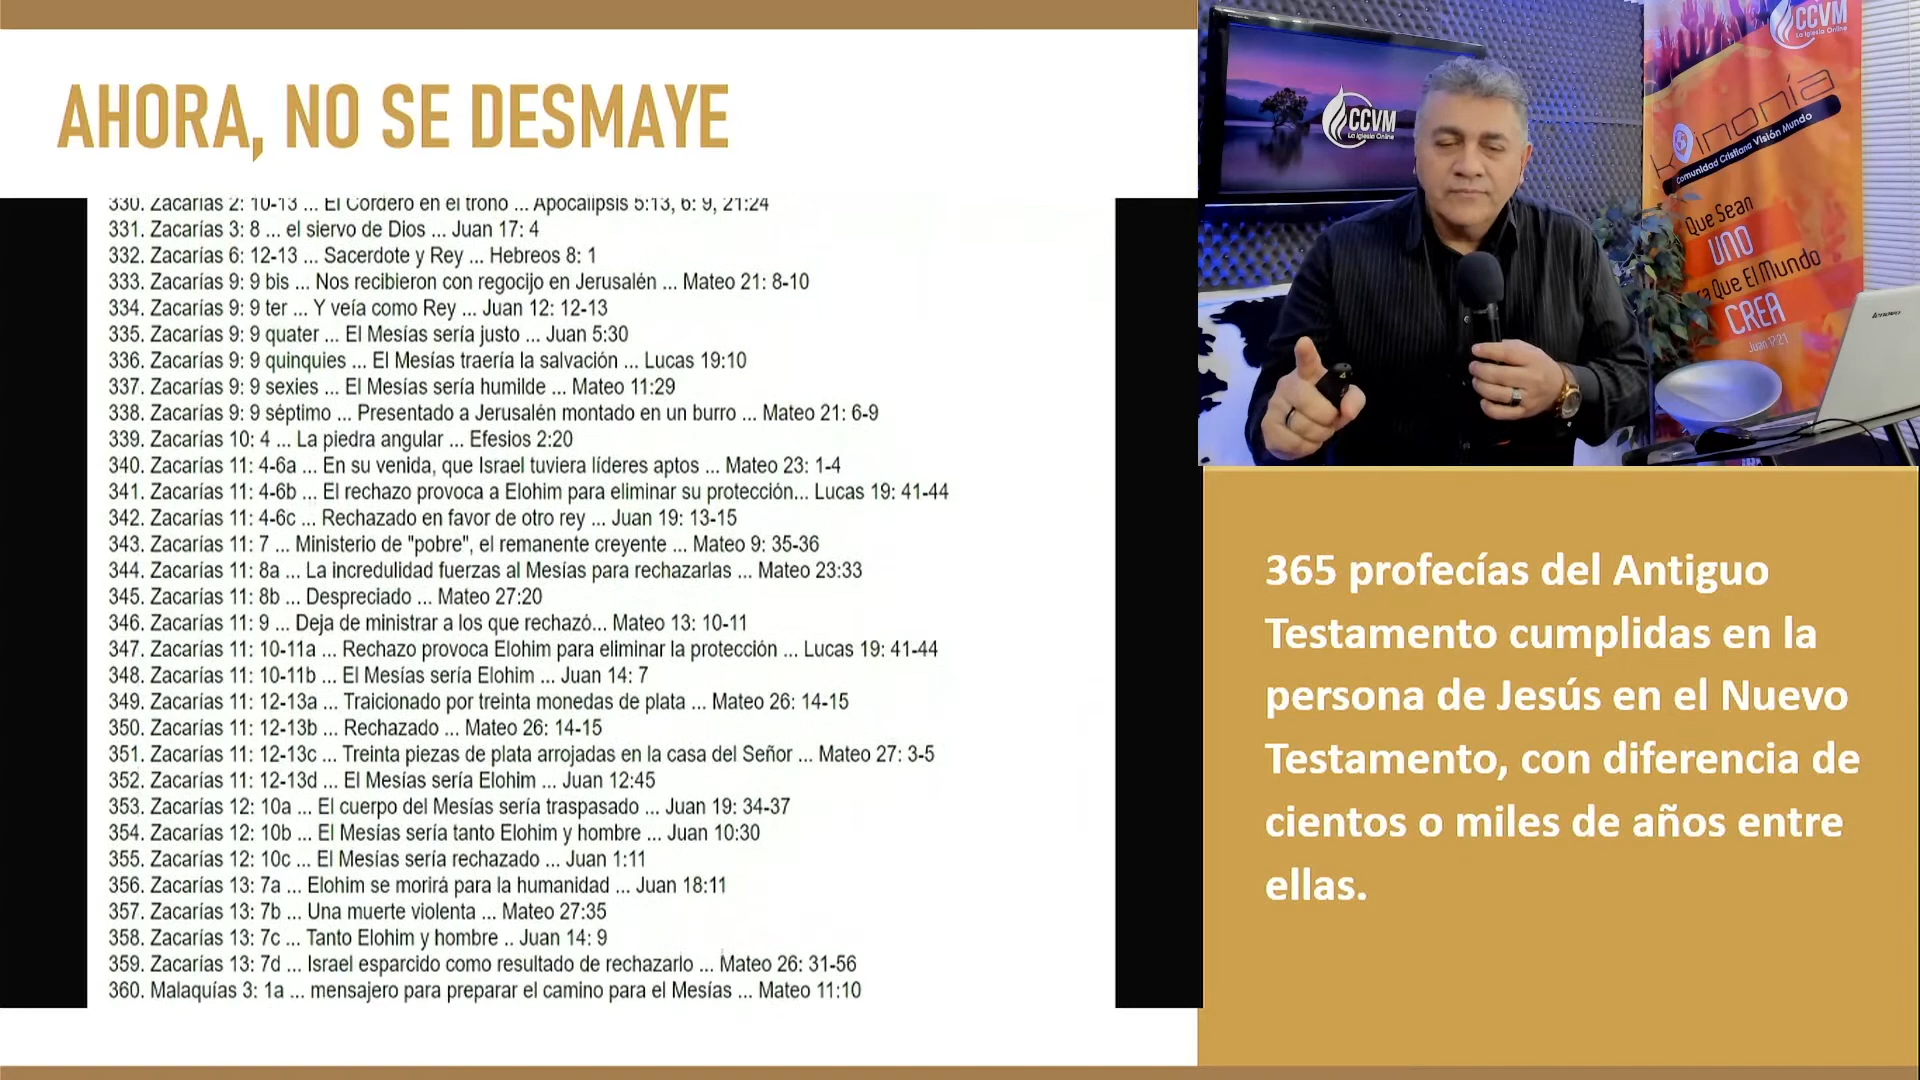 AHORA, NO SE DESMAYE
330. Zacarías 2: 10-13 ... El Cordero en el trono ... Apocalipsis 5:13, 6: 9, 21:24
331. Zacarías 3: 8 ... el siervo de Dios ... Juan 17: 4
332. Zacarías 6: 12-13 ... Sacerdote y Rey ... Hebreos 8: 1
333. Zacarías 9: 9 bis ... Nos recibieron con regocijo en Jerusalén ... Mateo 21: 8-10
334. Zacarías 9: 9 ter ... Y veía como Rey ... Juan 12: 12-13
335. Zacarías 9: 9 quater ... El Mesías sería justo ... Juan 5:30
336. Zacarías 9: 9 quinquies ... El Mesías traería la salvación ... Lucas 19:10
337. Zacarías 9: 9 sexies ... El Mesías sería humilde ... Mateo 11:29
338. Zacarías 9: 9 séptimo ... Presentado a Jerusalén montado en un burro ... Mateo 21: 6-9
339. Zacarías 10: 4 ... La piedra angular ... Efesios 2:20
340. Zacarías 11: 4-6a ... En su venida, que Israel tuviera líderes aptos ... Mateo 23: 1-4
341. Zacarías 11: 4-6b ... El rechazo provoca a Elohim para eliminar su protección... Lucas 19: 41-44
342. Zacarías 11: 4-6c ... Rechazado en favor de otro rey ... Juan 19: 13-15
343. Zacarías 11: 7 ... Ministerio de "pobre", el remanente creyente ... Mateo 9: 35-36
344. Zacarías 11: 8a ... La incredulidad fuerzas al Mesías para rechazarlas ... Mateo 23:33
345. Zacarías 11: 8b ... Despreciado ... Mateo 27:20
346. Zacarías 11: 9 ... Deja de ministrar a los que rechazó... Mateo 13: 10-11
347. Zacarías 11: 10-11a ... Rechazo provoca Elohim para eliminar la protección ... Lucas 19: 41-44
348. Zacarías 11: 10-11b ... El Mesías sería Elohim ... Juan 14: 7
349. Zacarías 11: 12-13a ... Traicionado por treinta monedas de plata ... Mateo 26: 14-15
350. Zacarías 11: 12-13b ... Rechazado ... Mateo 26: 14-15
351. Zacarías 11: 12-13c ... Treinta piezas de plata arrojadas en la casa del Señor ... Mateo 27: 3-5
352. Zacarías 11: 12-13d ... El Mesías sería Elohim ... Juan 12:45
353. Zacarías 12: 10a ... El cuerpo del Mesías sería traspasado ... Juan 19: 34-37
354. Zacarías 12: 10b ... El Mesías sería tanto Elohim y hombre ... Juan 10:30
355. Zacarías 12: 10c ... El Mesías sería rechazado ... Juan 1:11
356. Zacarías 13: 7a ... Elohim se morirá para la humanidad ... Juan 18:11
357. Zacarías 13: 7b ... Una muerte violenta ... Mateo 27:35
358. Zacarías 13: 7c ... Tanto Elohim y hombre .. Juan 14: 9
359. Zacarías 13: 7d ... Israel esparcido como resultado de rechazarlo ... Mateo 26: 31-56
360. Malaquías 3: 1a ... mensajero para preparar el camino para el Mesías ... Mateo 11:10
CCVM
La Iglesia Online
CCVM
La Iglesia Online
koinonía
Comunidad Cristiana Visión Mundo
Que Sean
UNO
Que El Mundo
CREA
Juan 17:21
lenovo
365 profecías del Antiguo
Testamento cumplidas en la
persona de Jesús en el Nuevo
Testamento, con diferencia de
cientos o miles de años entre
ellas.